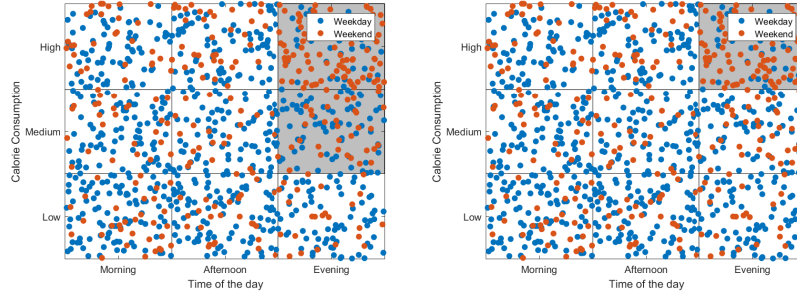 Weekday
Weekend
High
Medium
Low
Calorie Consumption
Morning
Afternoon
Evening
Time of the day
Weekday
Weekend
High
Medium
Low
Calorie Consumption
Morning
Afternoon
Evening
Time of the day